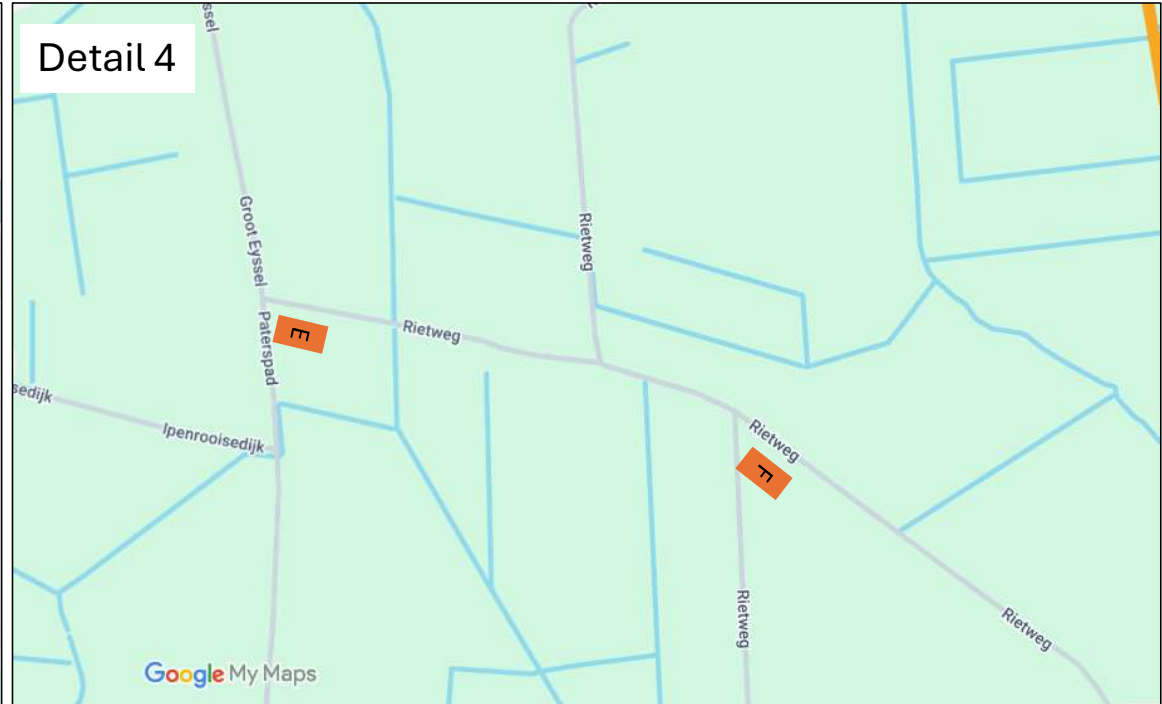 ssel
Detail 4
Groot Eyssel
Rietweg
Paterspad
E
Rietweg
sedijk
Ipenrooisedijk
Rietweg
F
Rietweg
Rietweg
Google My Maps